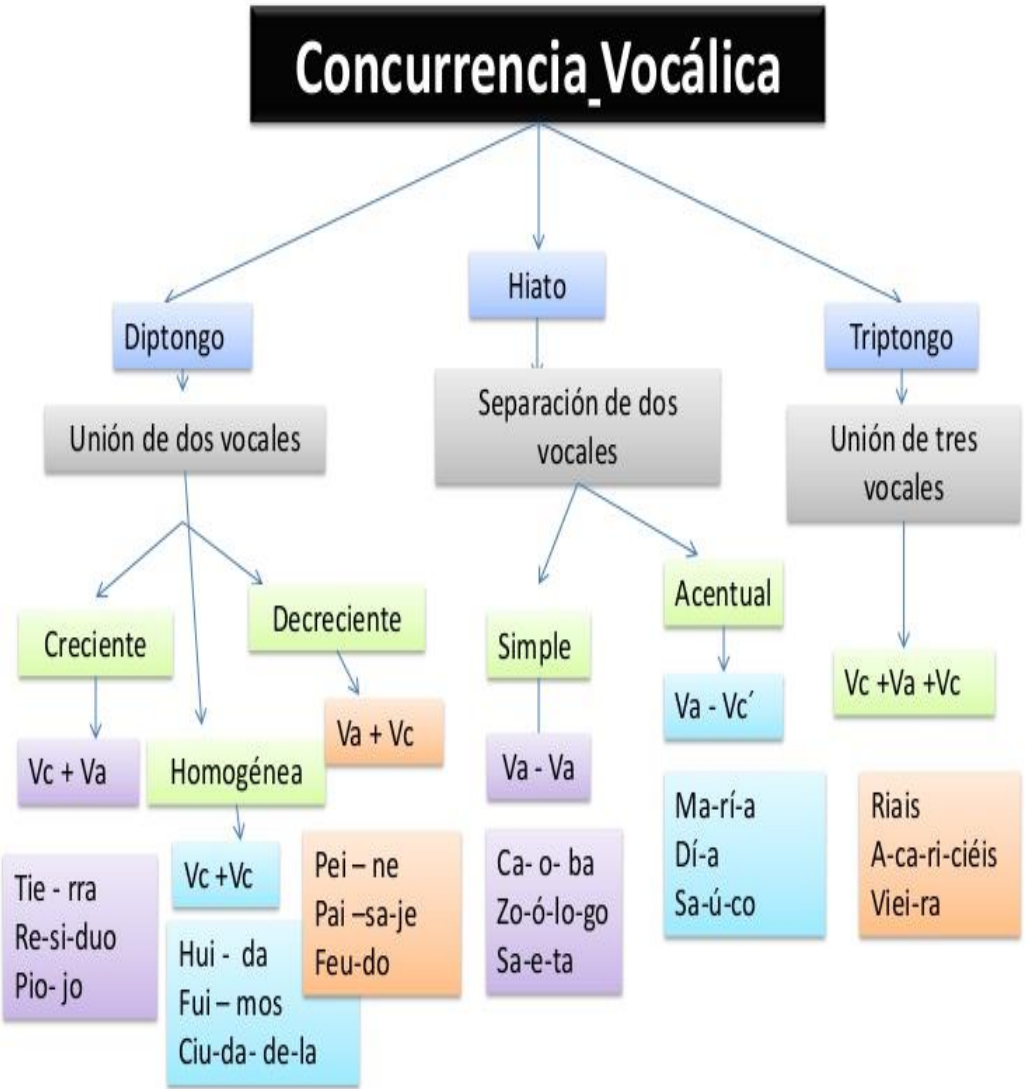 Concurrencia_Vocálica
Diptongo
Unión de dos vocales
Creciente
Vc + Va
Tie - rra
Re-si-duo
Pio- jo
Homogénea
Vc +Vc
Hui - da
Fui – mos
Ciu-da- de-la
Decreciente
Va + Vc
Pei – ne
Pai –sa-je
Feu-do
Hiato
Separación de dos
vocales
Simple
Va - Va
Ca- o- ba
Zo-ó-lo-go
Sa-e-ta
Acentual
Va - Vc´
Ma-rí-a
Dí-a
Sa-ú-co
Triptongo
Unión de tres
vocales
Vc +Va +Vc
Riais
A-ca-ri-ciéis
Viei-ra